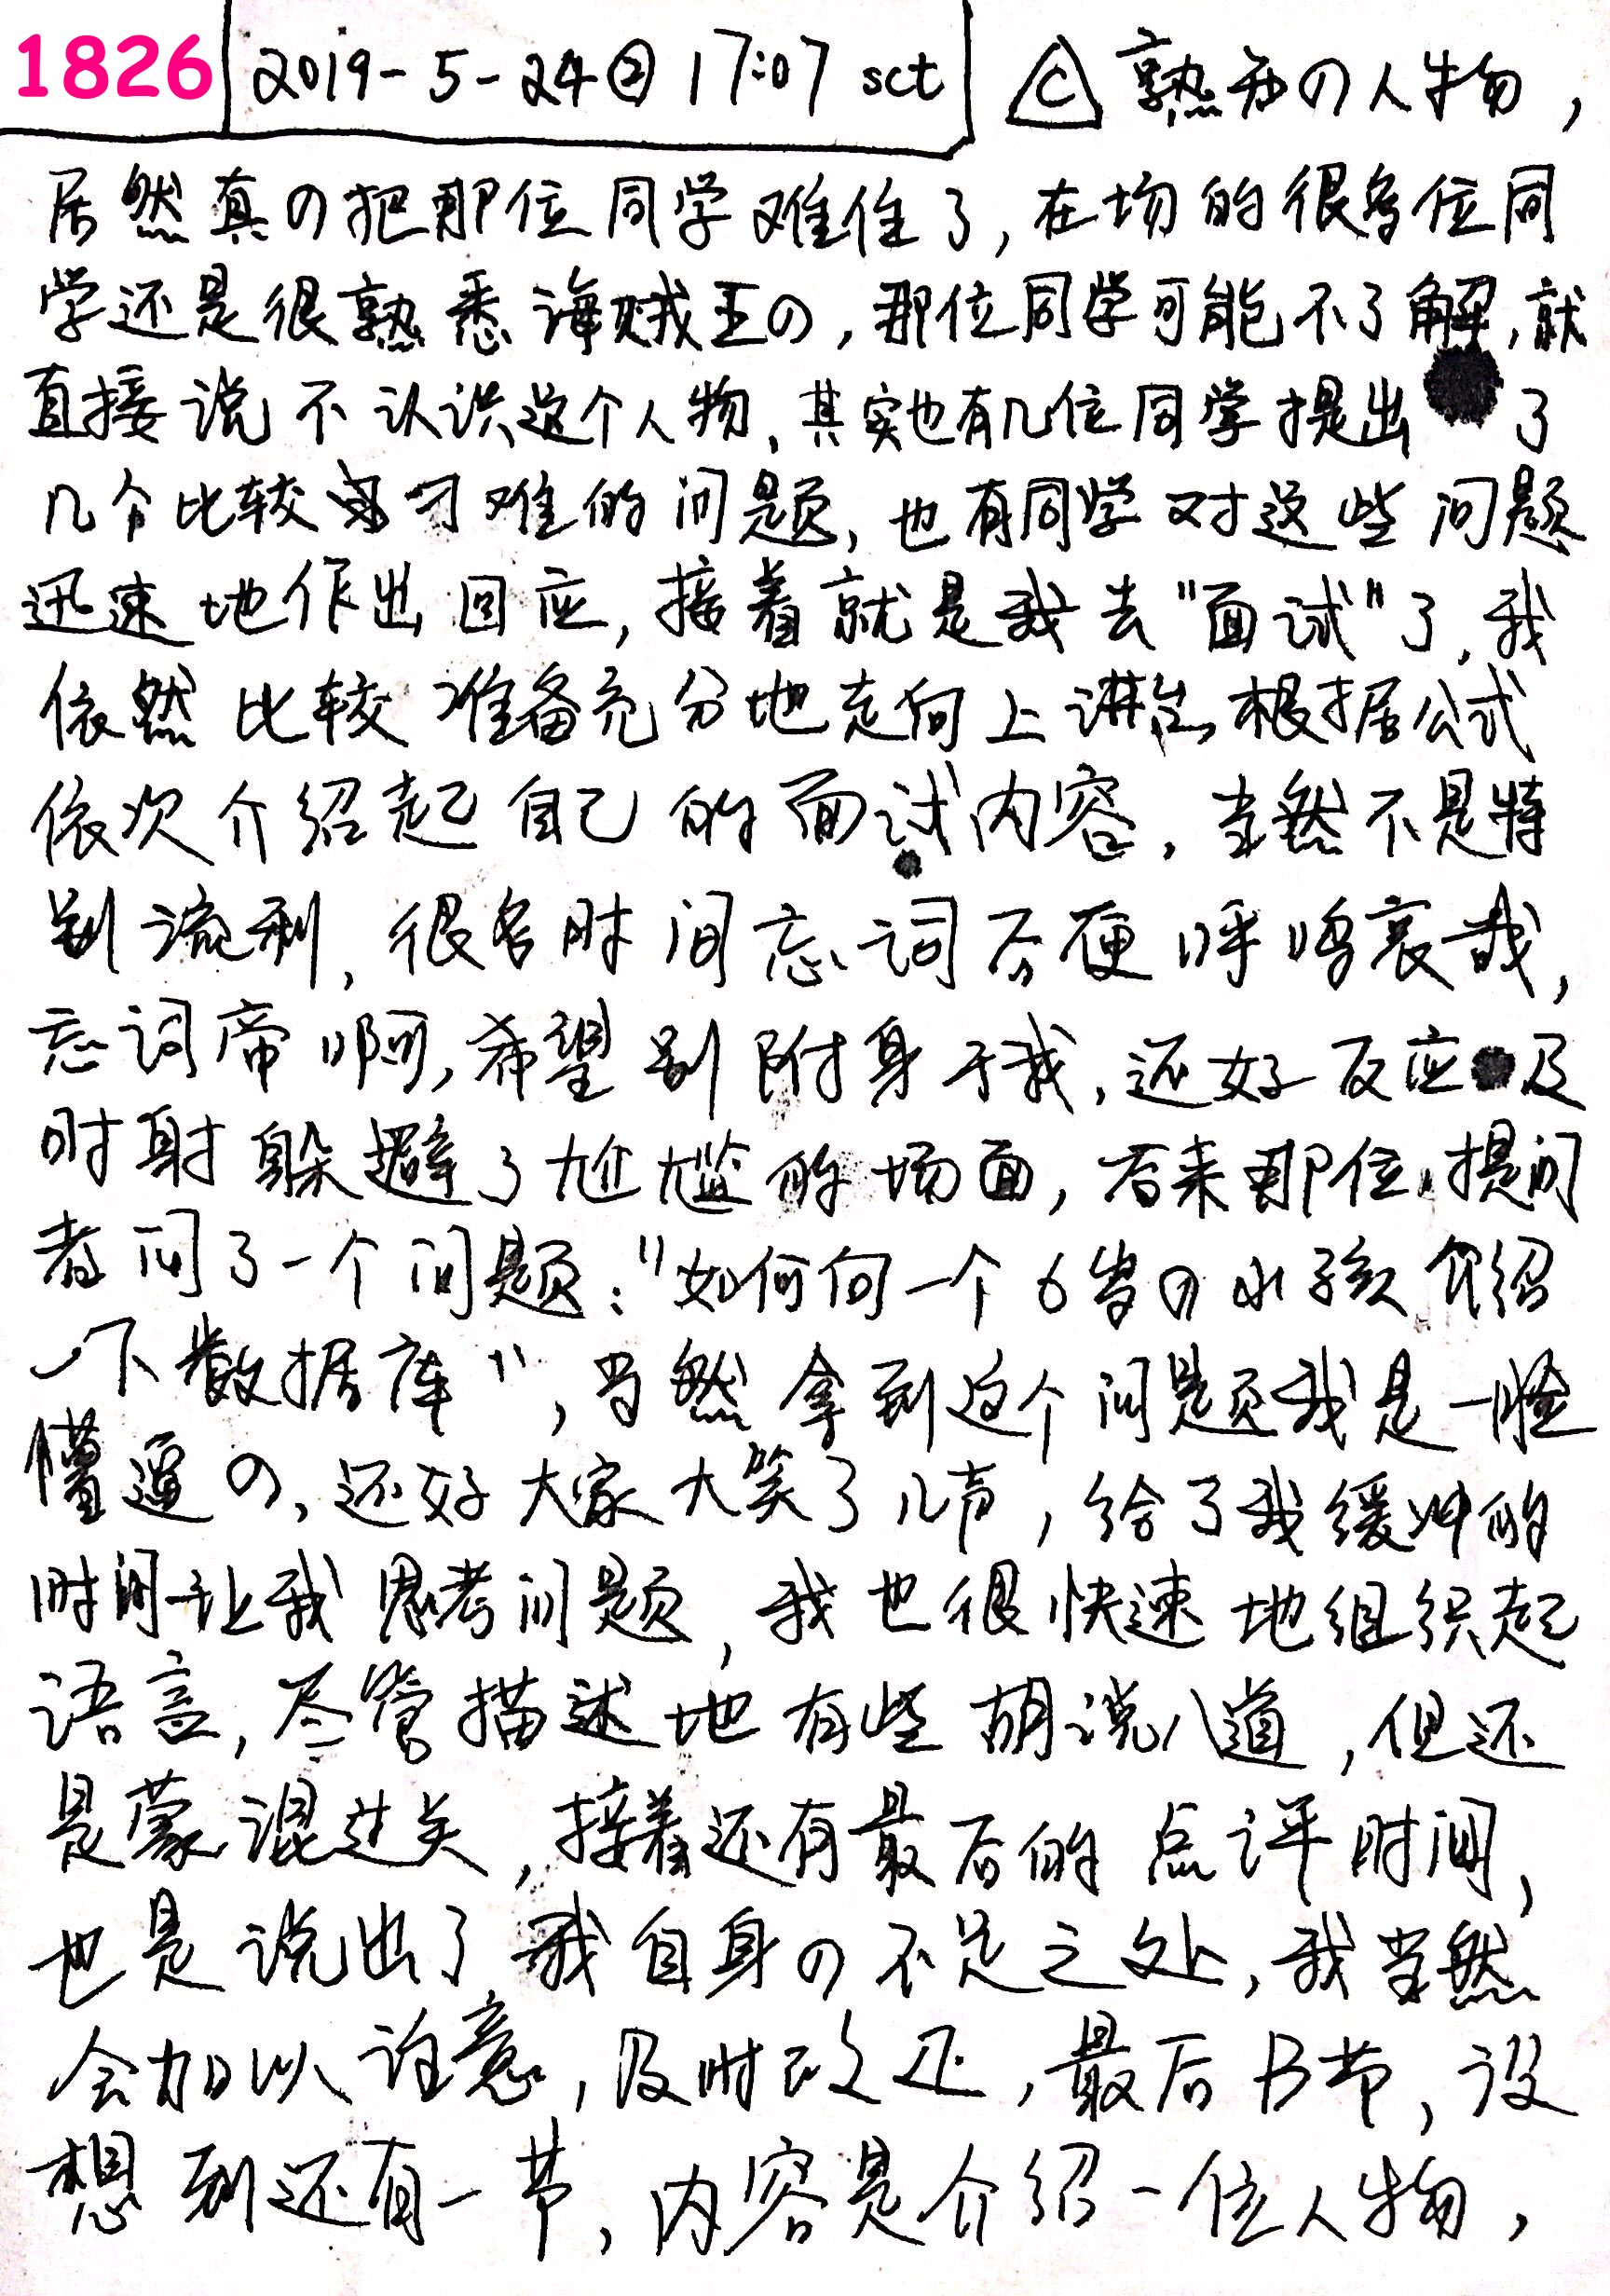 1826 2019-5-24② 17:07 sct Ⓒ 熟知の人物,
居然真の把那位同学难住了,在场的很多位同
学还是很熟悉海贼王の,那位同学可能不了解,就
直接说不认识这个人物,其实也有几位同学提出了
几个比较刁难的问题,也有同学对这些问题
迅速地作出回应,接着就是我去"面试"了,我
依然比较准备充分地走向上讲台,根据公式
依次介绍起自己的面试内容,当然不是特
别流利,很多时间忘词后便呼呜哀哉,
忘词帝啊,希望别附身于我,还好反应及
时射躲避了尴尬的场面,后来那位提问
者问了一个问题:"如何向一个6岁の小孩介绍
一下数据库",当然拿到这个问题我是一脸
懵逼の,还好大家大笑了几声,给了我缓冲的
时间让我思考问题,我也很快速地组织起
语言,尽管描述地有些胡说八道,但还
是蒙混过关,接着还有最后的点评时间,
也是说出了我自身の不足之处,我当然
会加以注意,及时改正,最后B节,没
想到还有一节,内容是介绍一位人物,